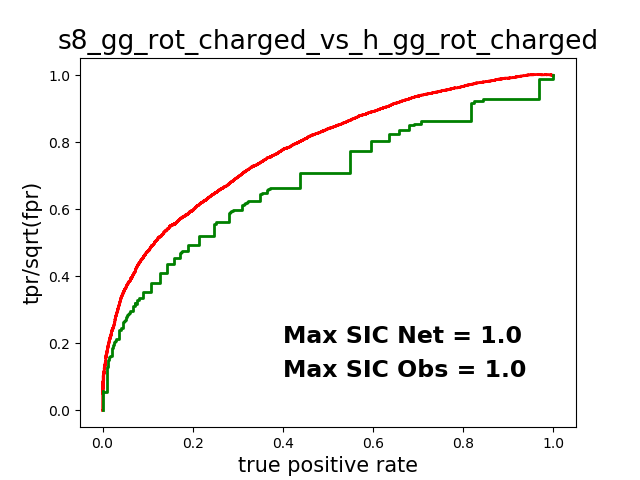 s8_gg_rot_charged_vs_h_gg_rot_charged
1.0
0.8
0.6
0.4
0.2
0.0
tpr/sqrt(fpr)
Max SIC Net = 1.0
Max SIC Obs = 1.0
0.0 0.2 0.4 0.6 0.8 1.0
true positive rate